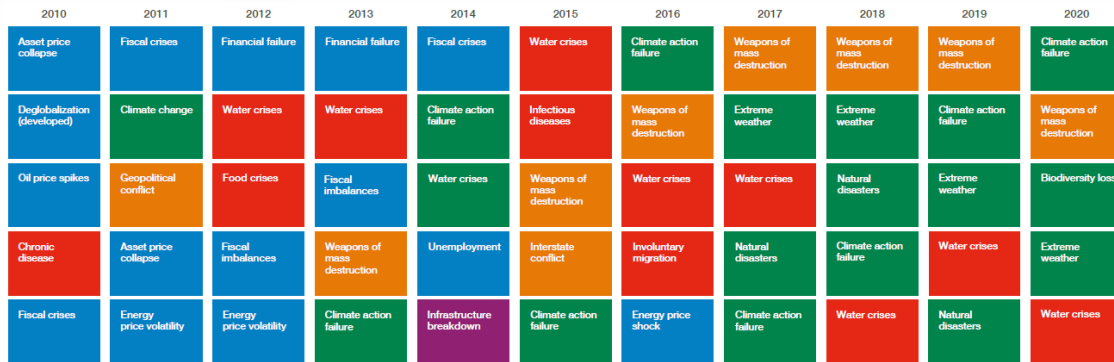 2010 2011 2012 2013 2014 2015 2016 2017 2018 2019 2020
Asset price
collapse
Fiscal crises
Financial failure
Financial failure
Fiscal crises
Water crises
Climate action
failure
Weapons of
mass
destruction
Weapons of
mass
destruction
Weapons of
mass
destruction
Climate action
failure
Deglobalization
(developed)
Climate change
Water crises
Water crises
Climate action
failure
Infectious
diseases
Weapons of
mass
destruction
Extreme
weather
Extreme
weather
Climate action
failure
Weapons of
mass
destruction
Oil price spikes
Geopolitical
conflict
Food crises
Fiscal
imbalances
Water crises
Weapons of
mass
destruction
Water crises
Water crises
Natural
disasters
Extreme
weather
Biodiversity loss
Chronic
disease
Asset price
collapse
Fiscal
imbalances
Weapons of
mass
destruction
Unemployment
Interstate
conflict
Involuntary
migration
Natural
disasters
Climate action
failure
Water crises
Extreme
weather
Fiscal crises
Energy
price volatility
Energy
price volatility
Climate action
failure
Infrastructure
breakdown
Climate action
failure
Energy price
shock
Climate action
failure
Water crises
Natural
disasters
Water crises